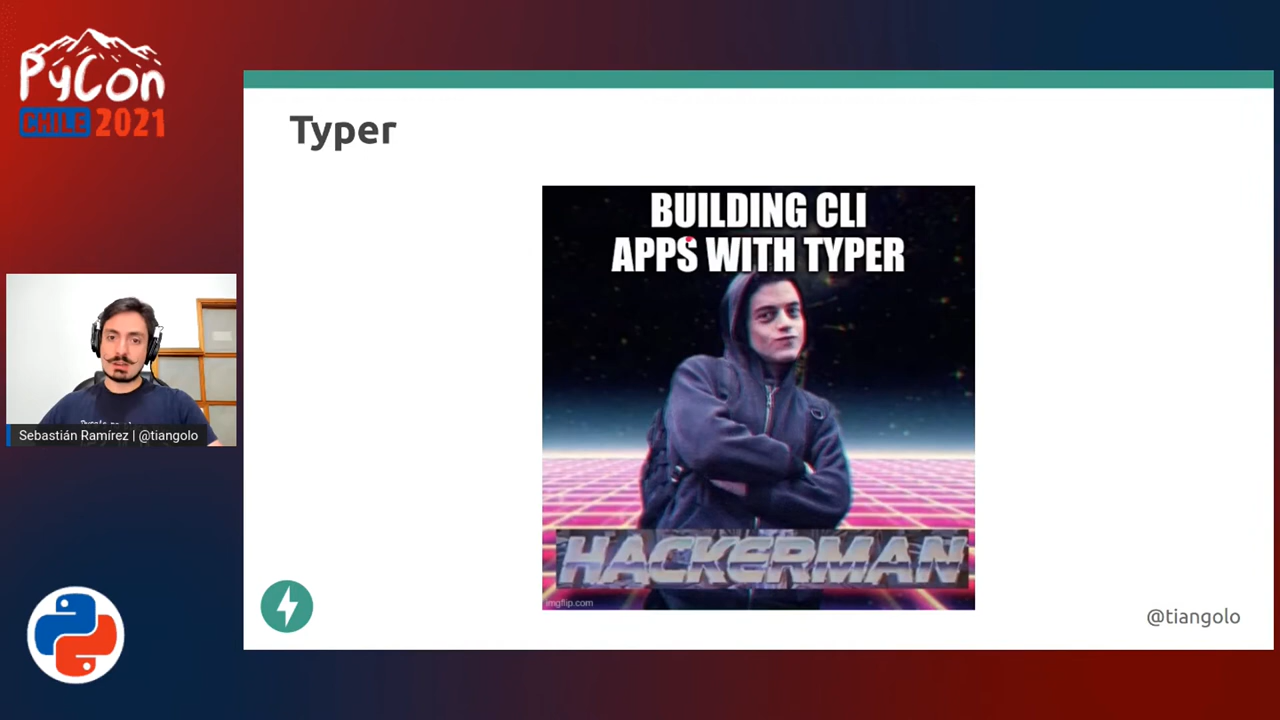 PyCon
CHILE 2021
Typer
BUILDING CLI
APPS WITH TYPER
HACKERMAN
imgflip.com
Sebastián Ramírez | @tiangolo
@tiangolo